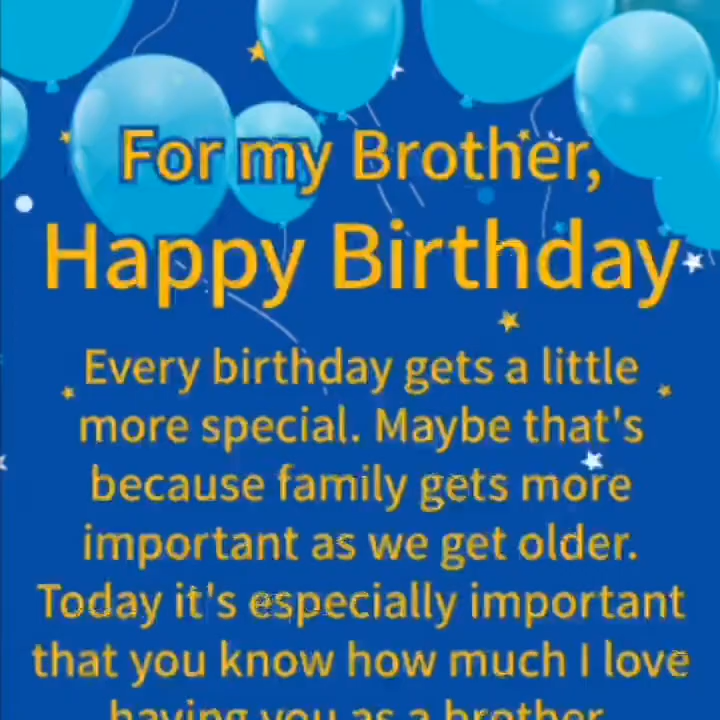 For my Brother,
Happy Birthday
Every birthday gets a little
more special. Maybe that's
because family gets more
important as we get older.
Today it's especially important
that you know how much I love
having you as a brother